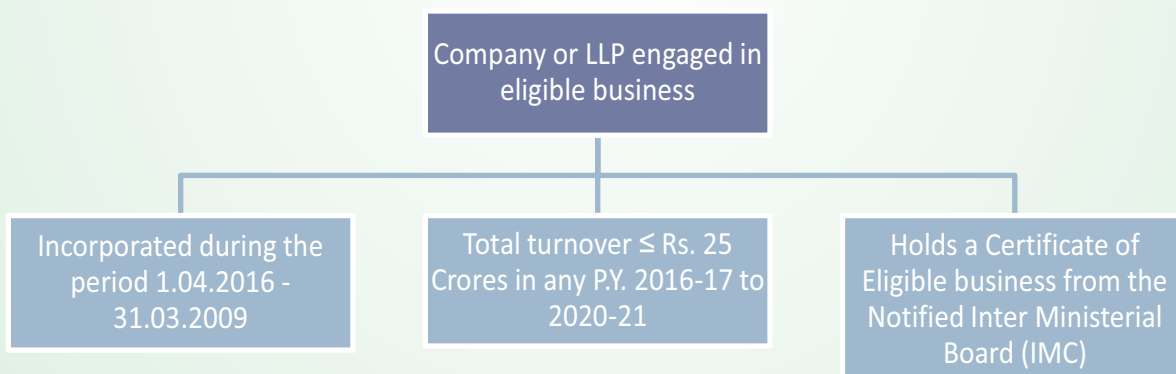 Company or LLP engaged in
eligible business
Incorporated during the
period 1.04.2016 -
31.03.2009
Total turnover ≤ Rs. 25
Crores in any P.Y. 2016-17 to
2020-21
Holds a Certificate of
Eligible business from the
Notified Inter Ministerial
Board (IMC)